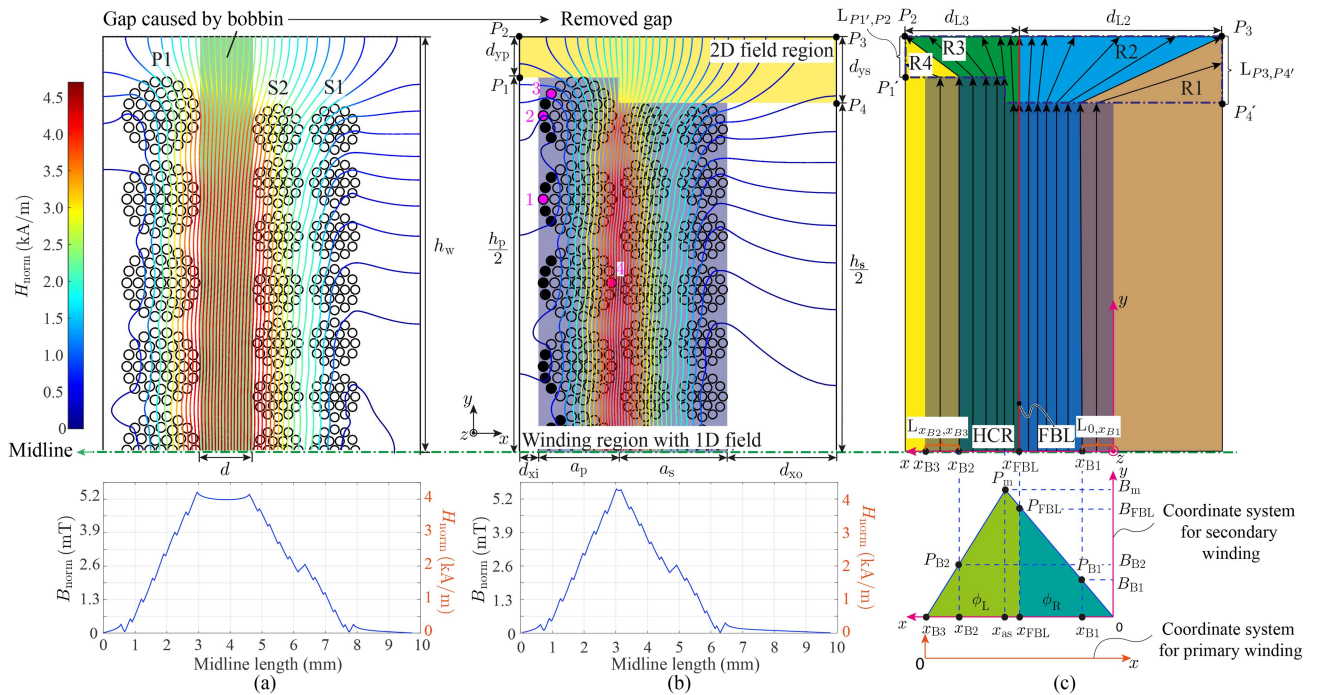 Gap caused by bobbin
Removed gap
P1
S2
S1
h_w
H_norm (kA/m)
4.5
4.0
3.5
3.0
2.5
2.0
1.5
1.0
0.5
0
Midline
d
y
z
x
P_2
d_yp
P_1
3
2
1
4
2D field region
P_3
d_ys
P_4
h_p
2
h_s
2
Winding region with 1D field
d_xi
a_p
a_s
d_xo
L_P1′,P2
P_2
d_L3
d_L2
P_3
R3
R4
R2
R1
P_1′
L_P3,P4′
P_4′
y
L_xB2,xB3
HCR
FBL
L_0,xB1
z
x
x_B3
x_B2
x_FBL
x_B1
B_norm (mT)
5.2
3.9
2.6
1.3
0
4
3
2
1
0
H_norm
(kA/m)
0 1 2 3 4 5 6 7 8 9 10
Midline length (mm)
(a)
B_norm (mT)
5.2
3.9
2.6
1.3
0
4
3
2
1
0
H_norm
(kA/m)
0 1 2 3 4 5 6 7 8 9 10
Midline length (mm)
(b)
y
P_m
B_m
P_FBL
B_FBL
P_B2
B_B2
P_B1
B_B1
ϕ_L
ϕ_R
x
x_B3
x_B2
x_as
x_FBL
x_B1
0
Coordinate system
for secondary
winding
Coordinate system
for primary winding
0
x
(c)